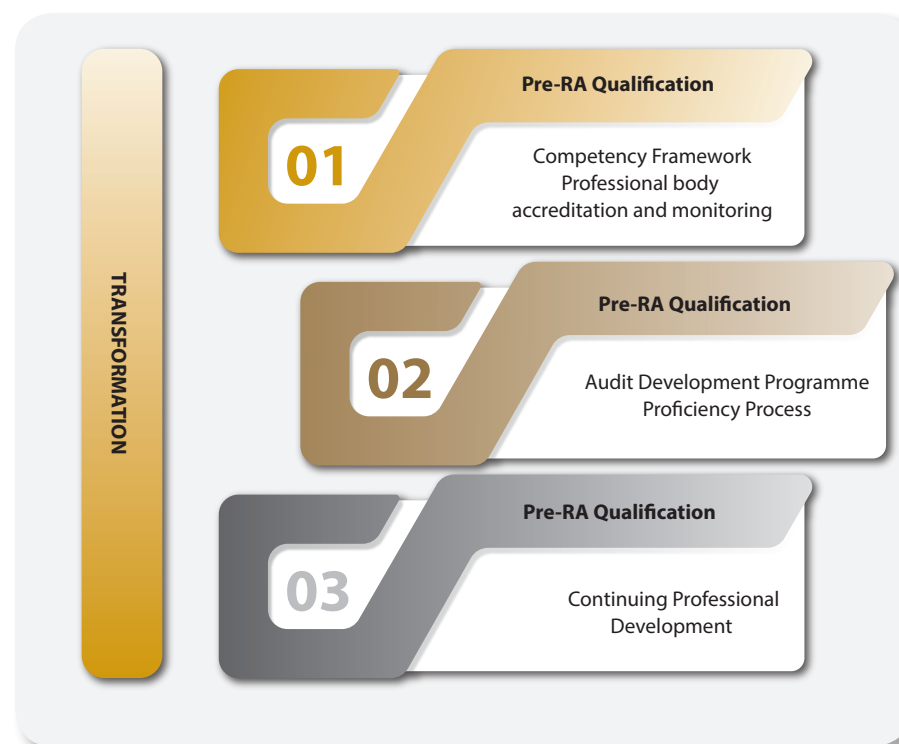 TRANSFORMATION
01
Pre-RA Qualification
Competency Framework
Professional body
accreditation and monitoring
02
Pre-RA Qualification
Audit Development Programme
Proficiency Process
03
Pre-RA Qualification
Continuing Professional
Development